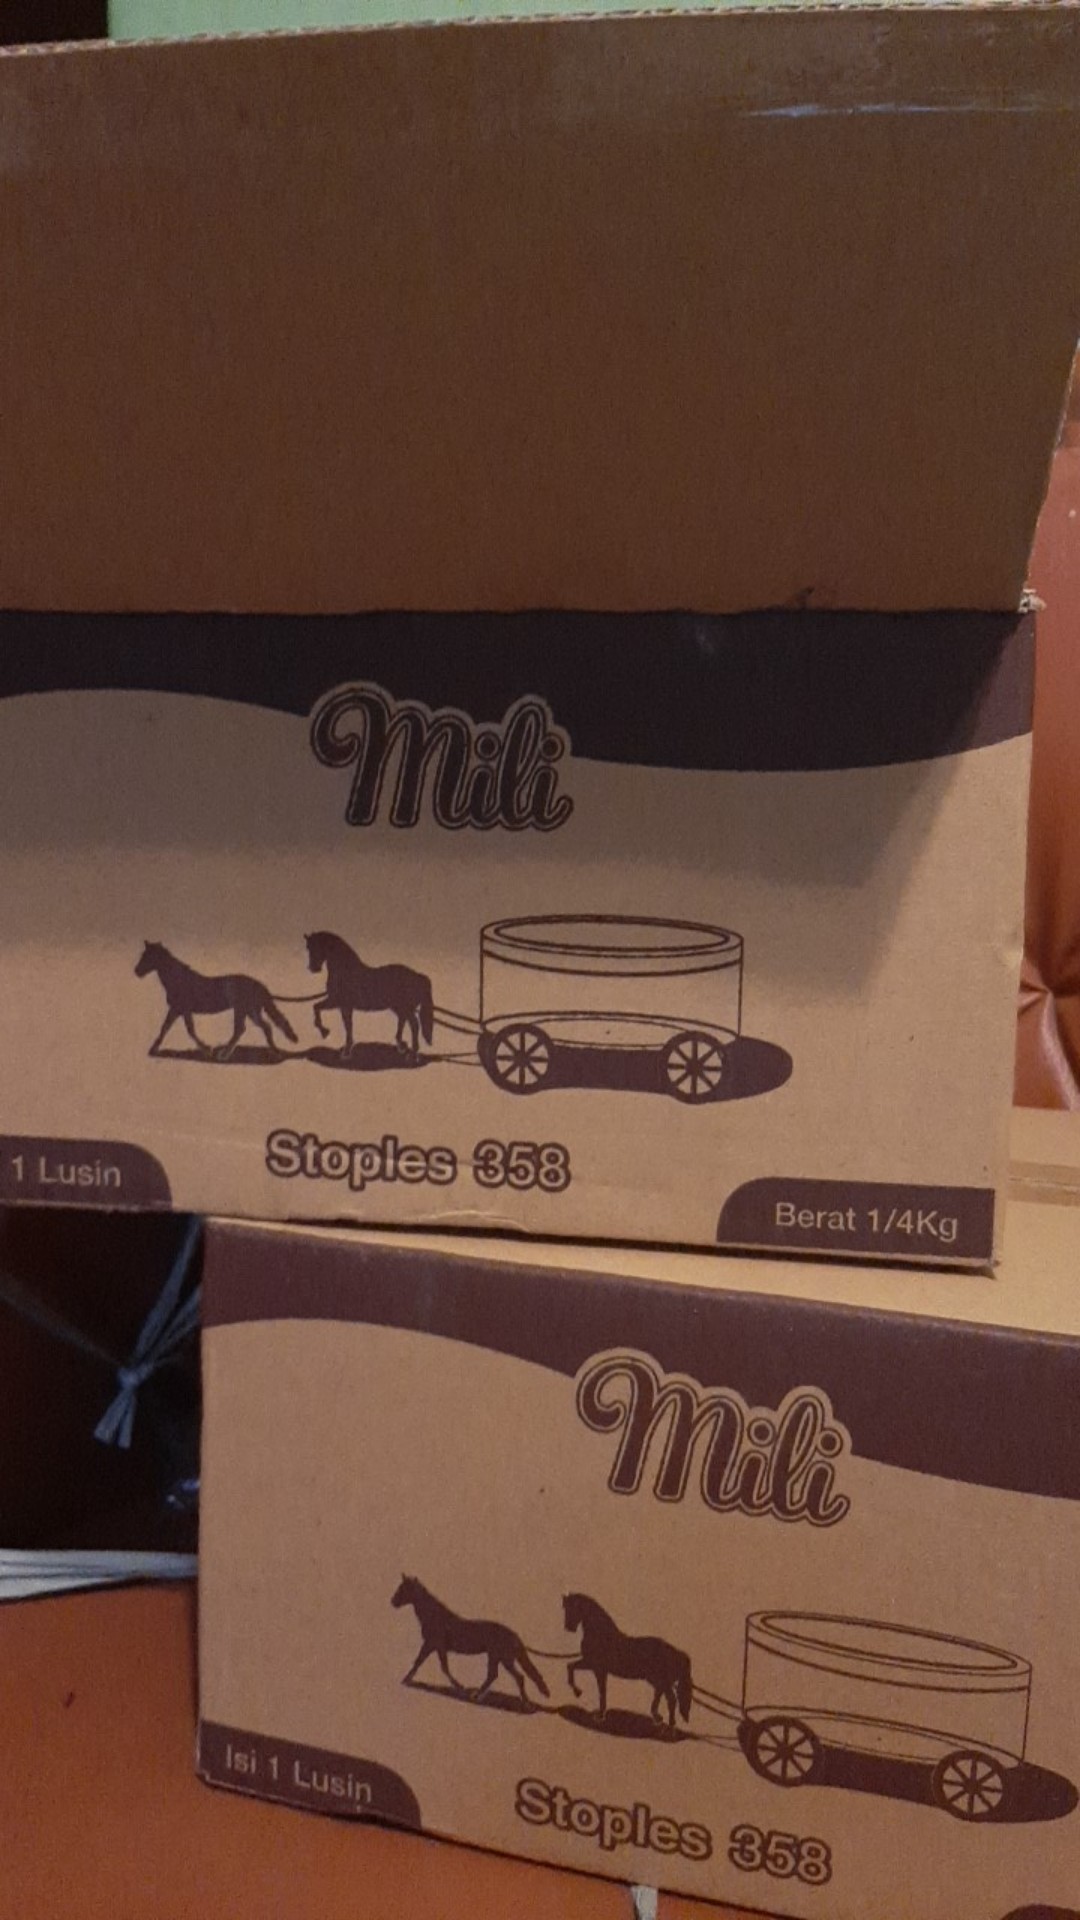 Mili
Stoples 358
1 Lusin
Berat 1/4Kg
Mili
Isi 1 Lusin
Stoples 358